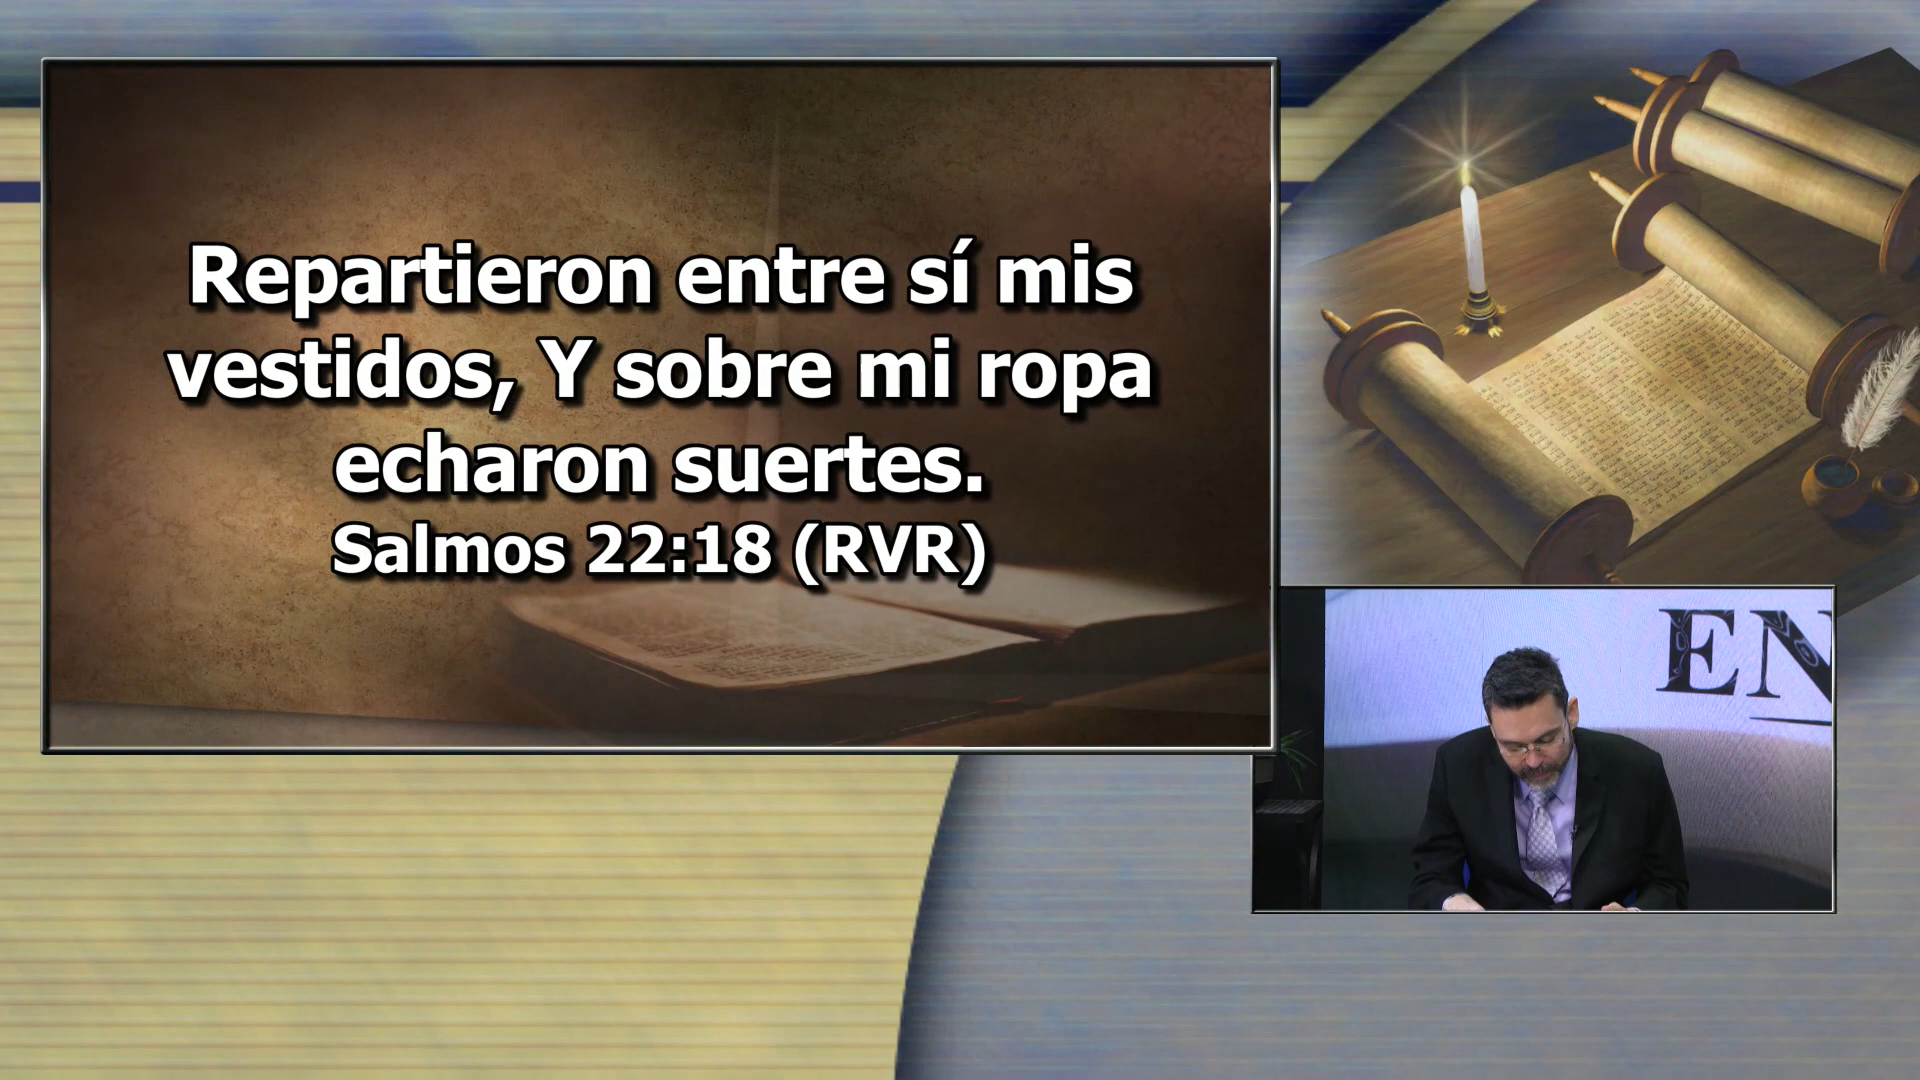 Repartieron entre sí mis
vestidos, Y sobre mi ropa
echaron suertes.
Salmos 22:18 (RVR)
EN